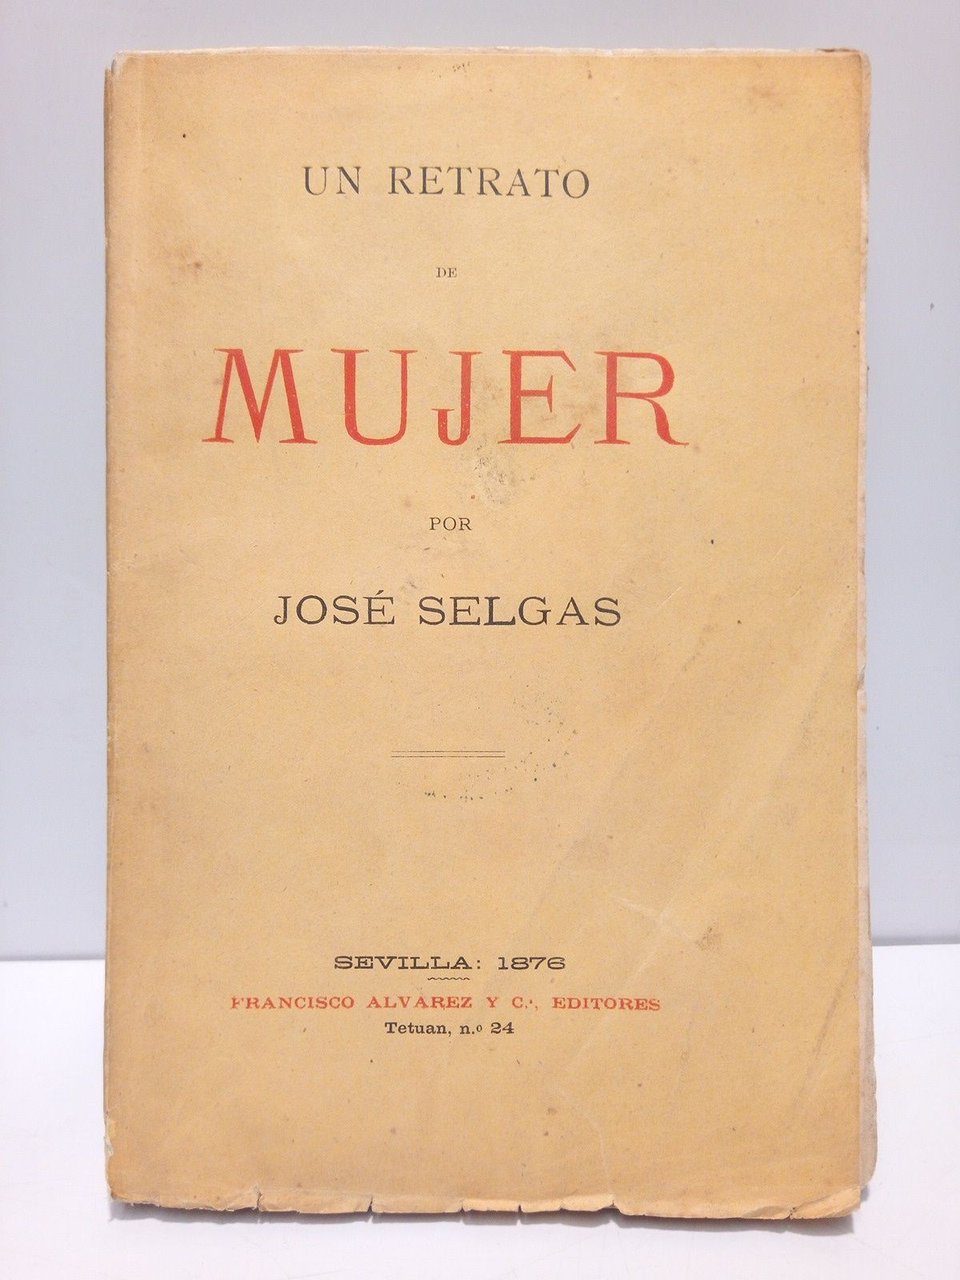 UN RETRATO
DE
MUJER
POR
JOSÉ SELGAS
SEVILLA: 1876
FRANCISCO ALVAREZ Y C.ª, EDITORES
Tetuan, n.º 24